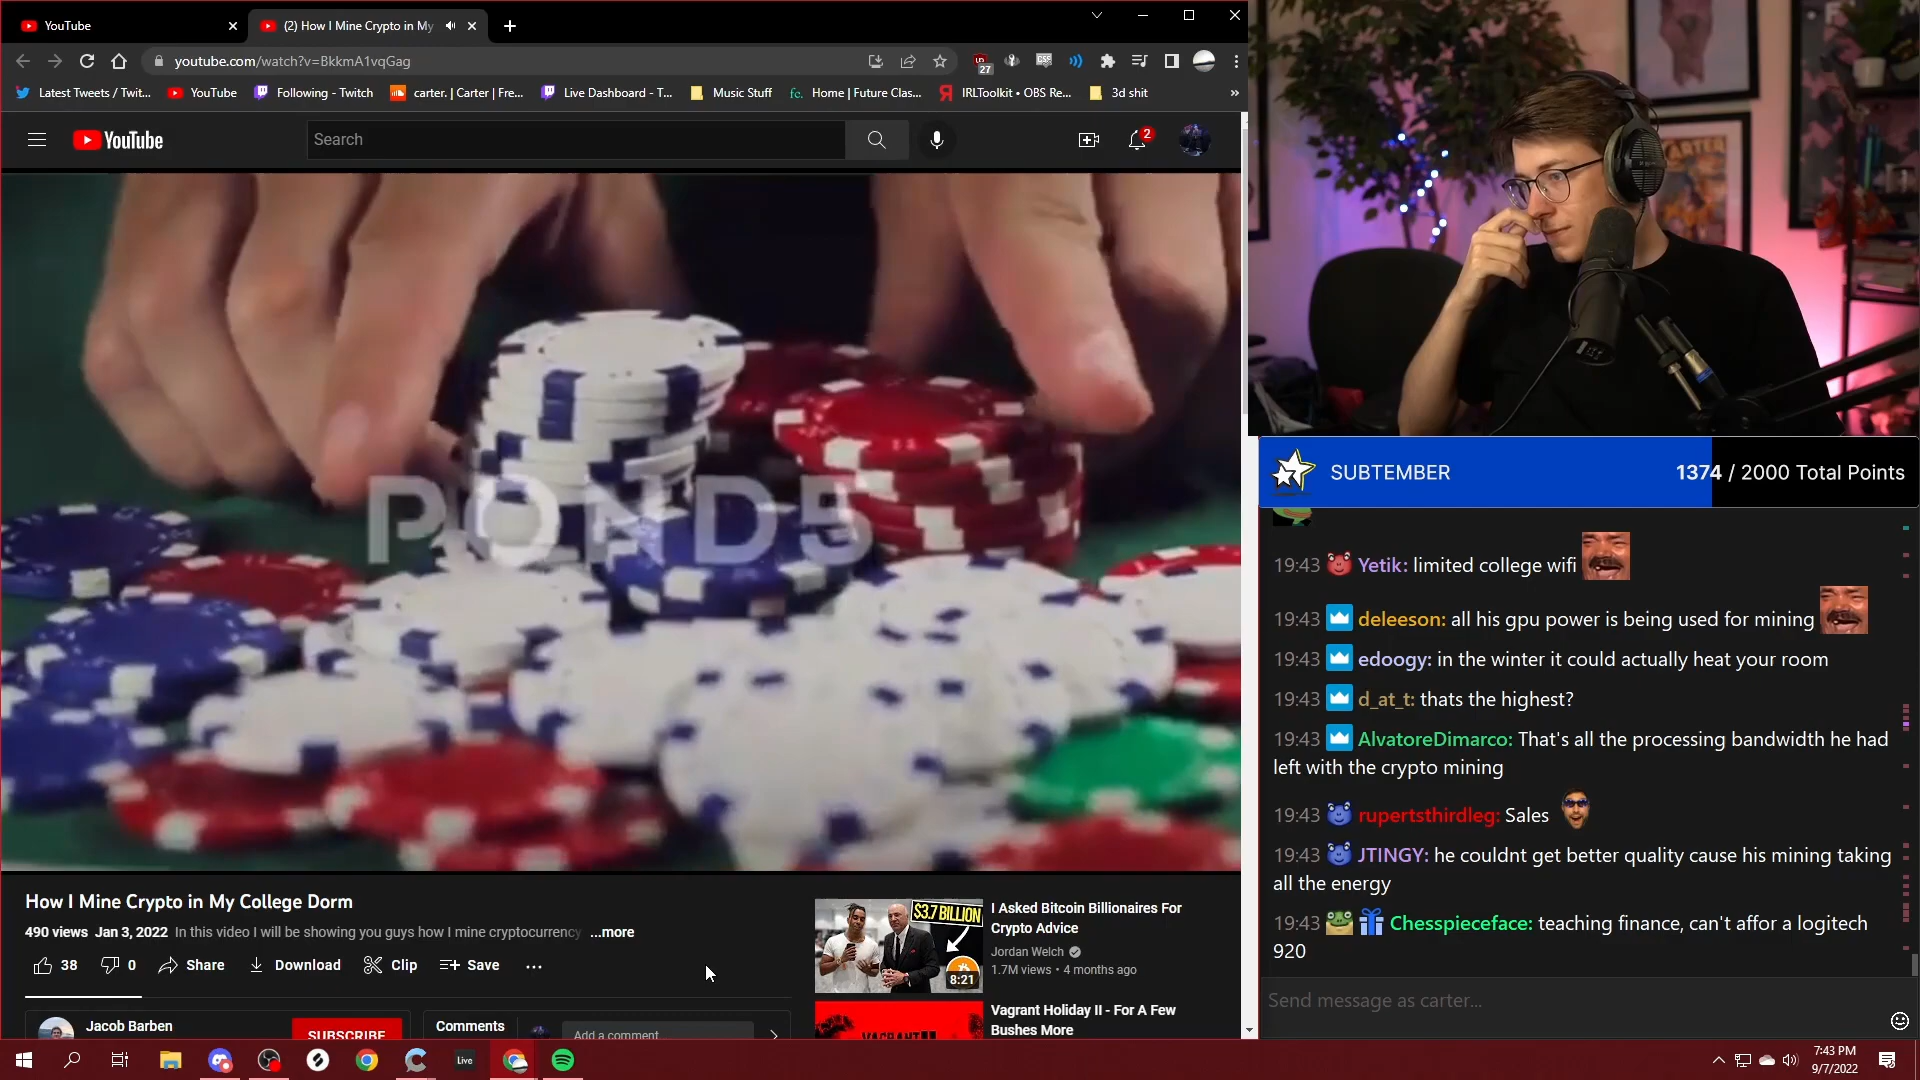 YouTube
(2) How I Mine Crypto in My
youtube.com/watch?v=BkkmA1vqGag
27
Latest Tweets / Twit...
YouTube
Following - Twitch
carter. | Carter | Fre...
Live Dashboard - T...
Music Stuff
fc. Home | Future Clas...
IRLToolkit • OBS Re...
3d shit
»
YouTube
Search
2
POND5
How I Mine Crypto in My College Dorm
490 views Jan 3, 2022 In this video I will be showing you guys how I mine cryptocurrency ...more
38
0
Share
Download
Clip
Save
Jacob Barben
SUBSCRIBE
Comments
Add a comment
$3.7 BILLION
8:21
I Asked Bitcoin Billionaires For
Crypto Advice
Jordan Welch
1.7M views • 4 months ago
Vagrant Holiday II - For A Few
Bushes More
SUBTEMBER
1374 / 2000 Total Points
19:43 Yetik: limited college wifi
19:43 deleeson: all his gpu power is being used for mining
19:43 edoogy: in the winter it could actually heat your room
19:43 d_at_t: thats the highest?
19:43 AlvatoreDimarco: That's all the processing bandwidth he had
left with the crypto mining
19:43 rupertsthirdleg: Sales
19:43 JTINGY: he couldnt get better quality cause his mining taking
all the energy
19:43 Chesspieceface: teaching finance, can't affor a logitech
920
Send message as carter...
Live
7:43 PM
9/7/2022